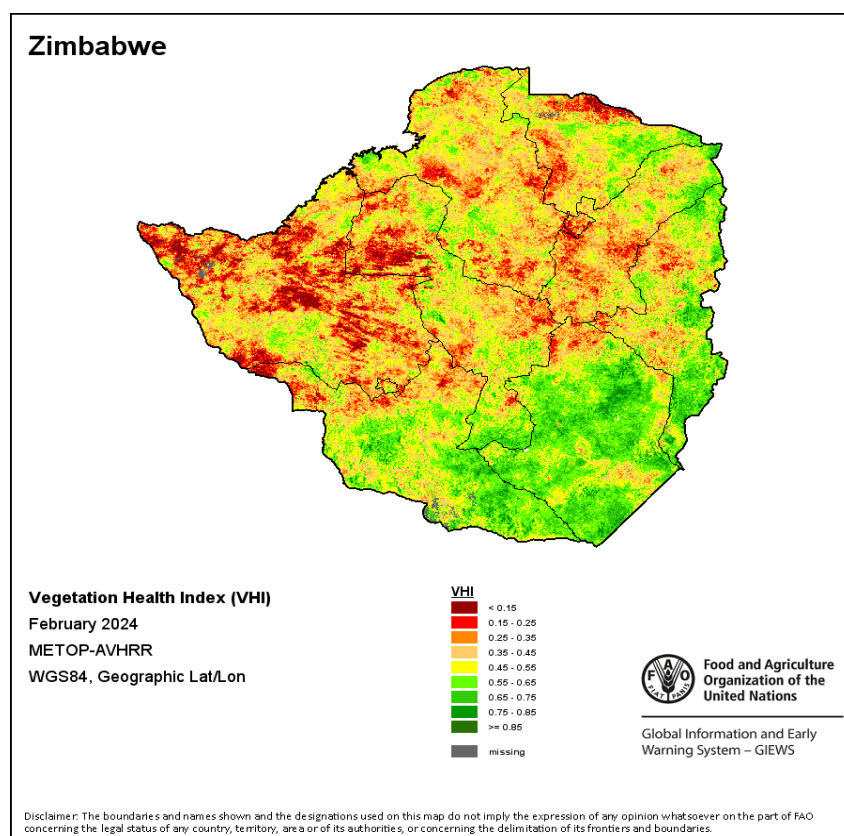 Zimbabwe
Vegetation Health Index (VHI)
February 2024
METOP-AVHRR
WGS84, Geographic Lat/Lon
VHI
< 0.15
0.15 - 0.25
0.25 - 0.35
0.35 - 0.45
0.45 - 0.55
0.55 - 0.65
0.65 - 0.75
0.75 - 0.85
>= 0.85
missing
F A O
FIAT PANIS
Food and Agriculture
Organization of the
United Nations
Global Information and Early
Warning System – GIEWS
Disclaimer: The boundaries and names shown and the designations used on this map do not imply the expression of any opinion whatsoever on the part of FAO
concerning the legal status of any country, territory, area or of its authorities, or concerning the delimitation of its frontiers and boundaries.